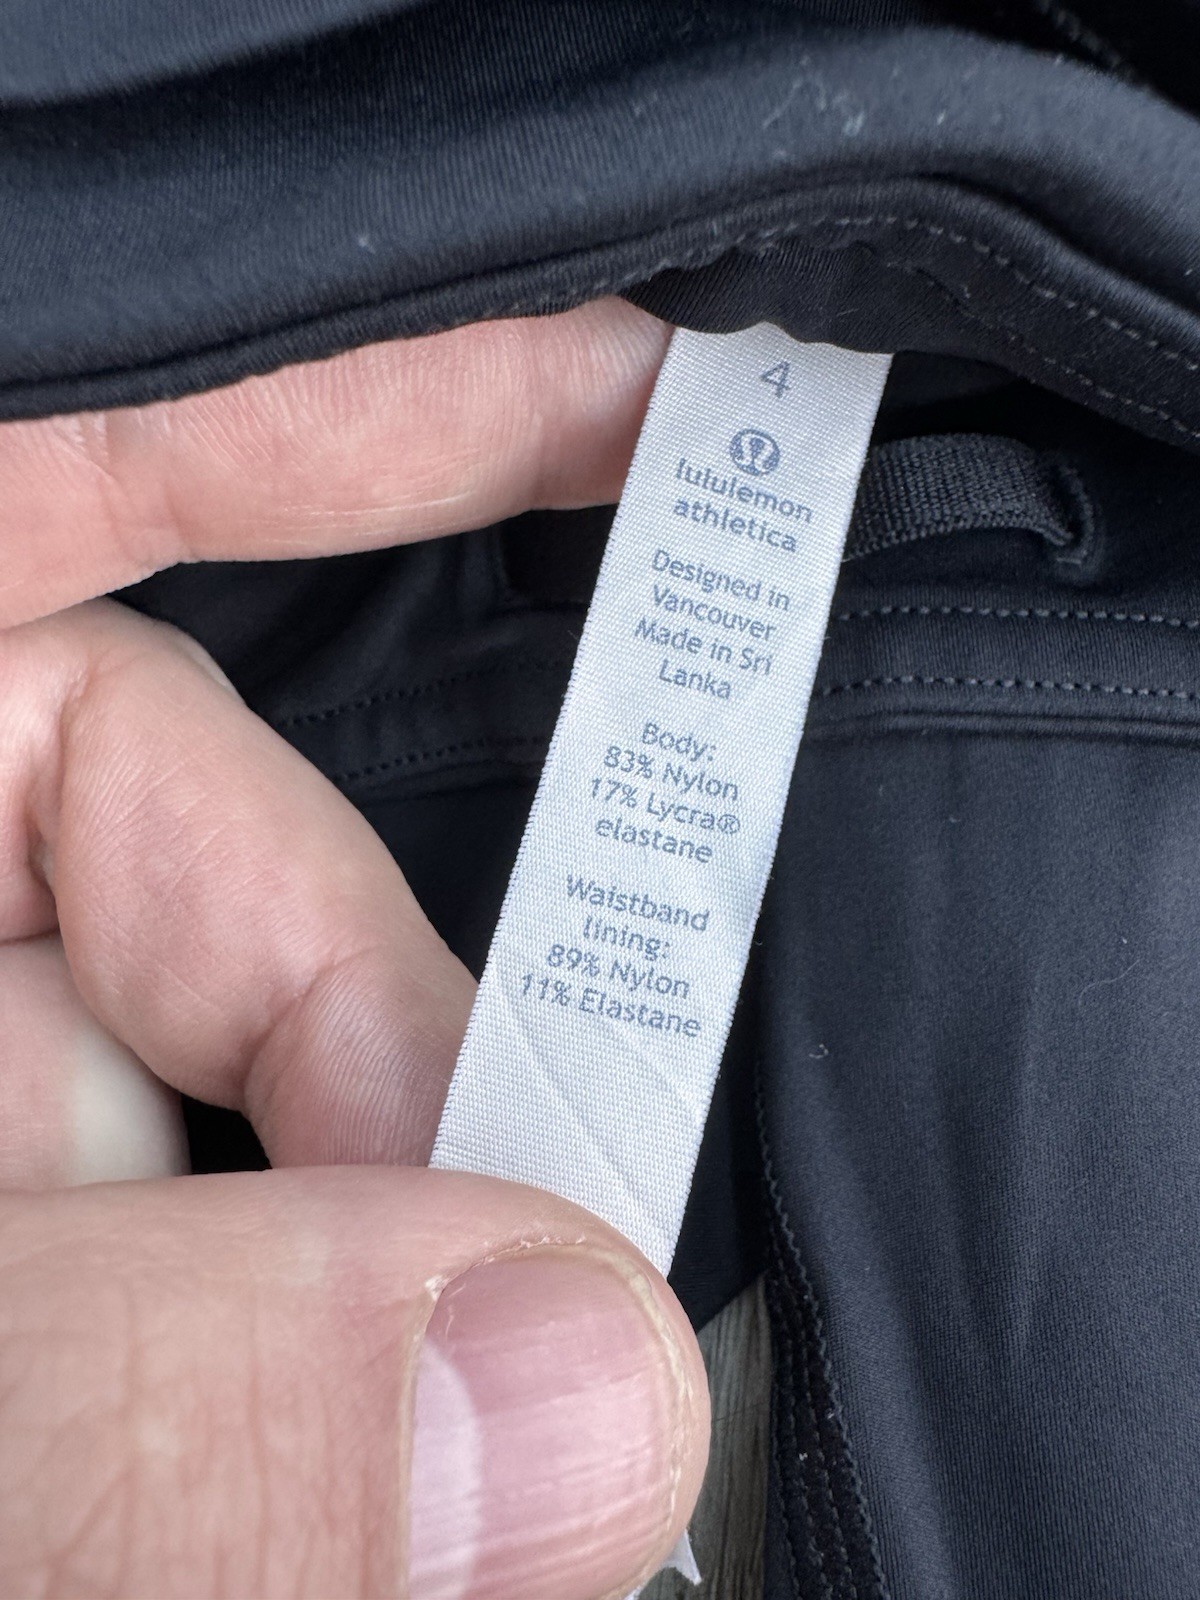 4
lululemon
athletica
Designed in
Vancouver
Made in Sri
Lanka
Body:
83% Nylon
17% Lycra®
elastane
Waistband
lining:
89% Nylon
11% Elastane